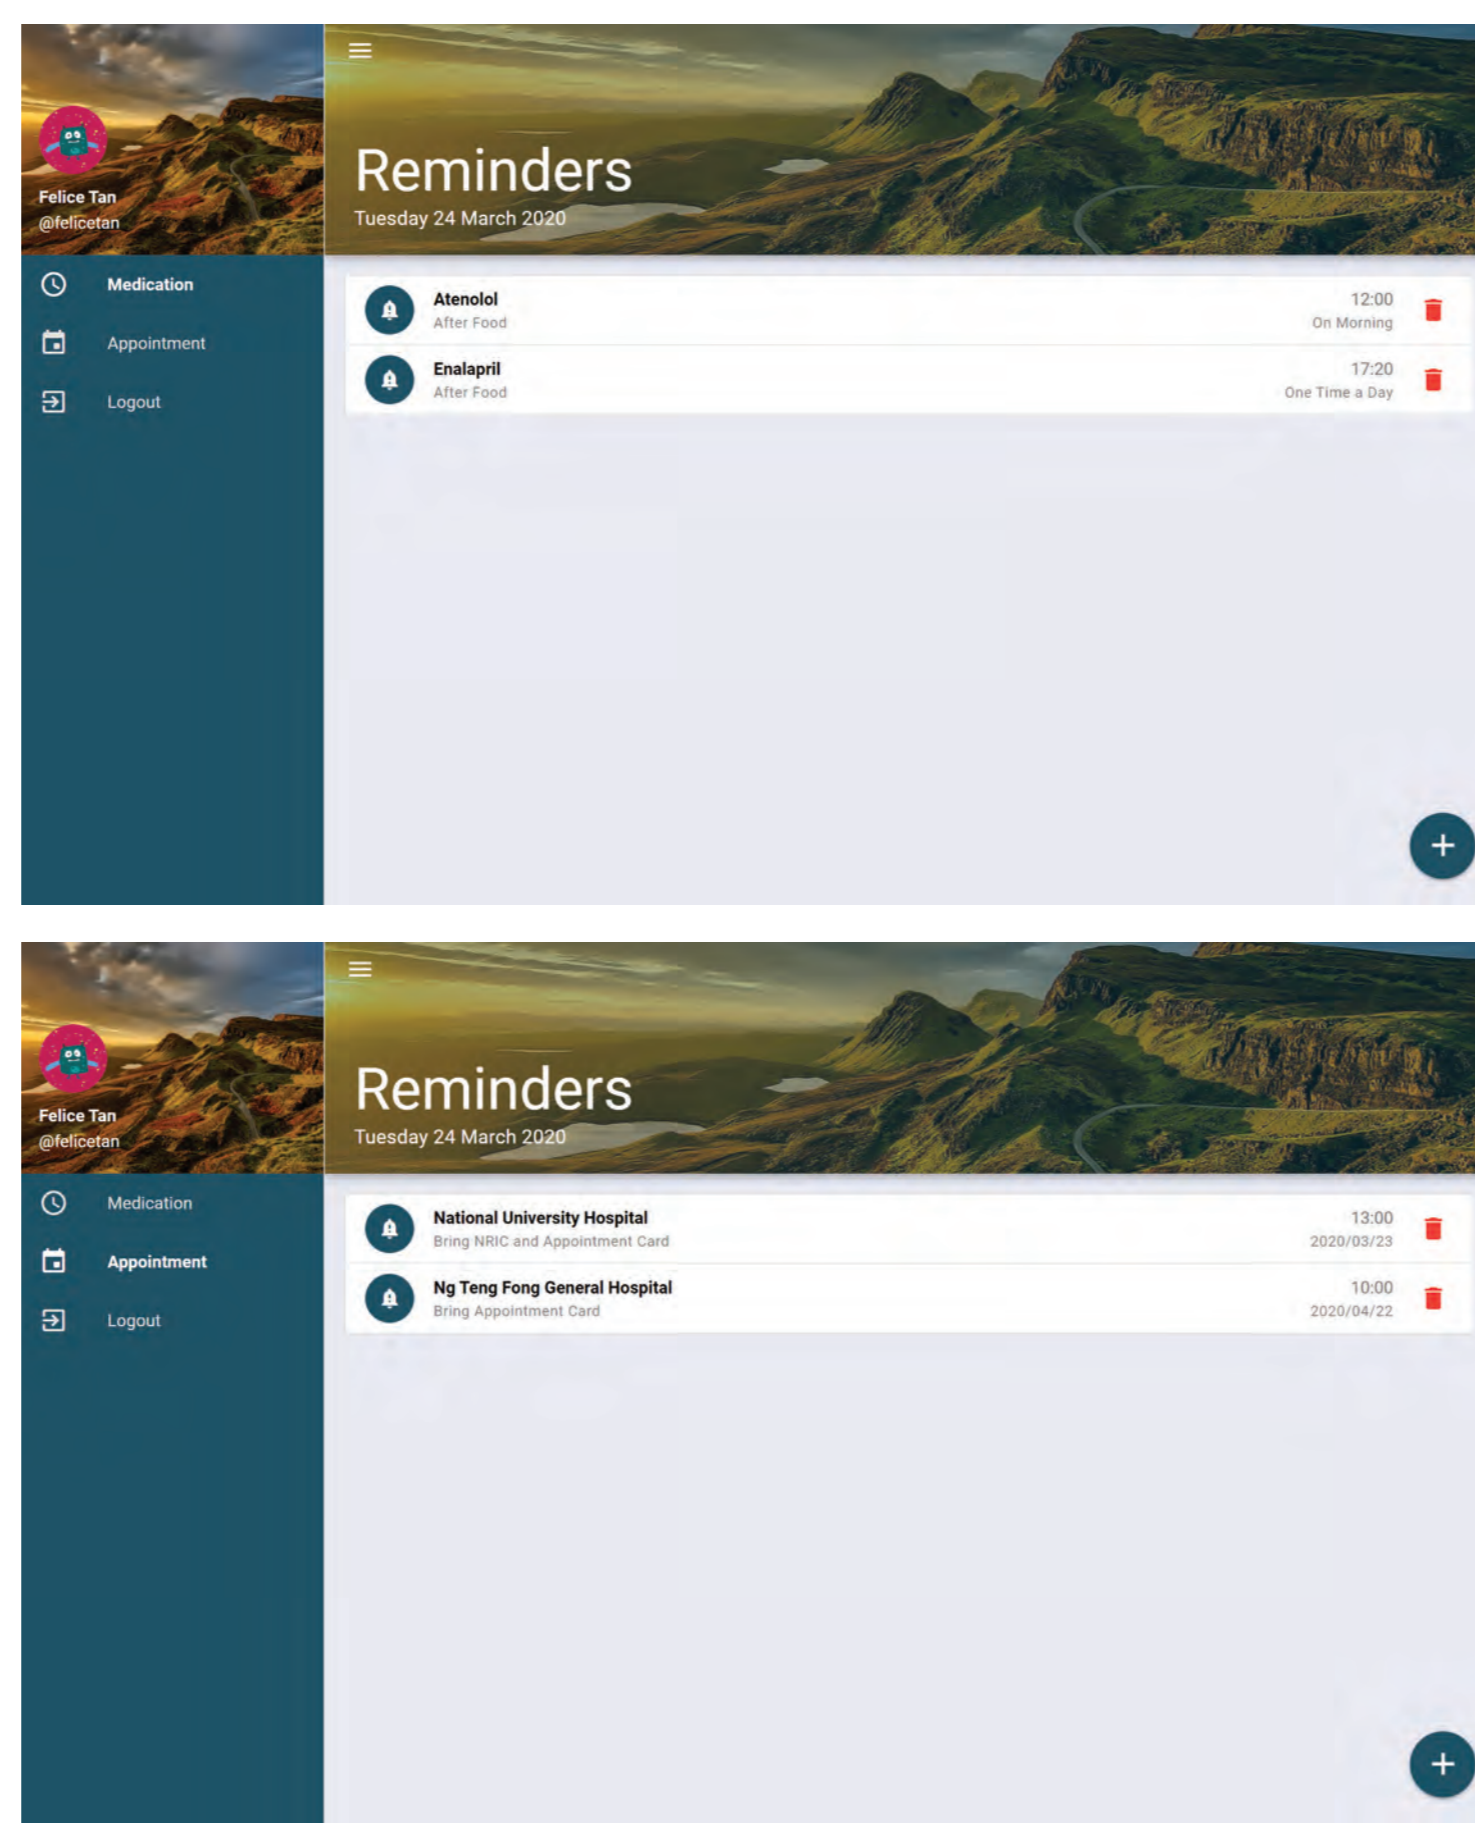 Felice Tan
@felicetan
Medication
Appointment
Logout
Reminders
Tuesday 24 March 2020
Atenolol
After Food
12:00
On Morning
Enalapril
After Food
17:20
One Time a Day
Felice Tan
@felicetan
Medication
Appointment
Logout
Reminders
Tuesday 24 March 2020
National University Hospital
Bring NRIC and Appointment Card
13:00
2020/03/23
Ng Teng Fong General Hospital
Bring Appointment Card
10:00
2020/04/22